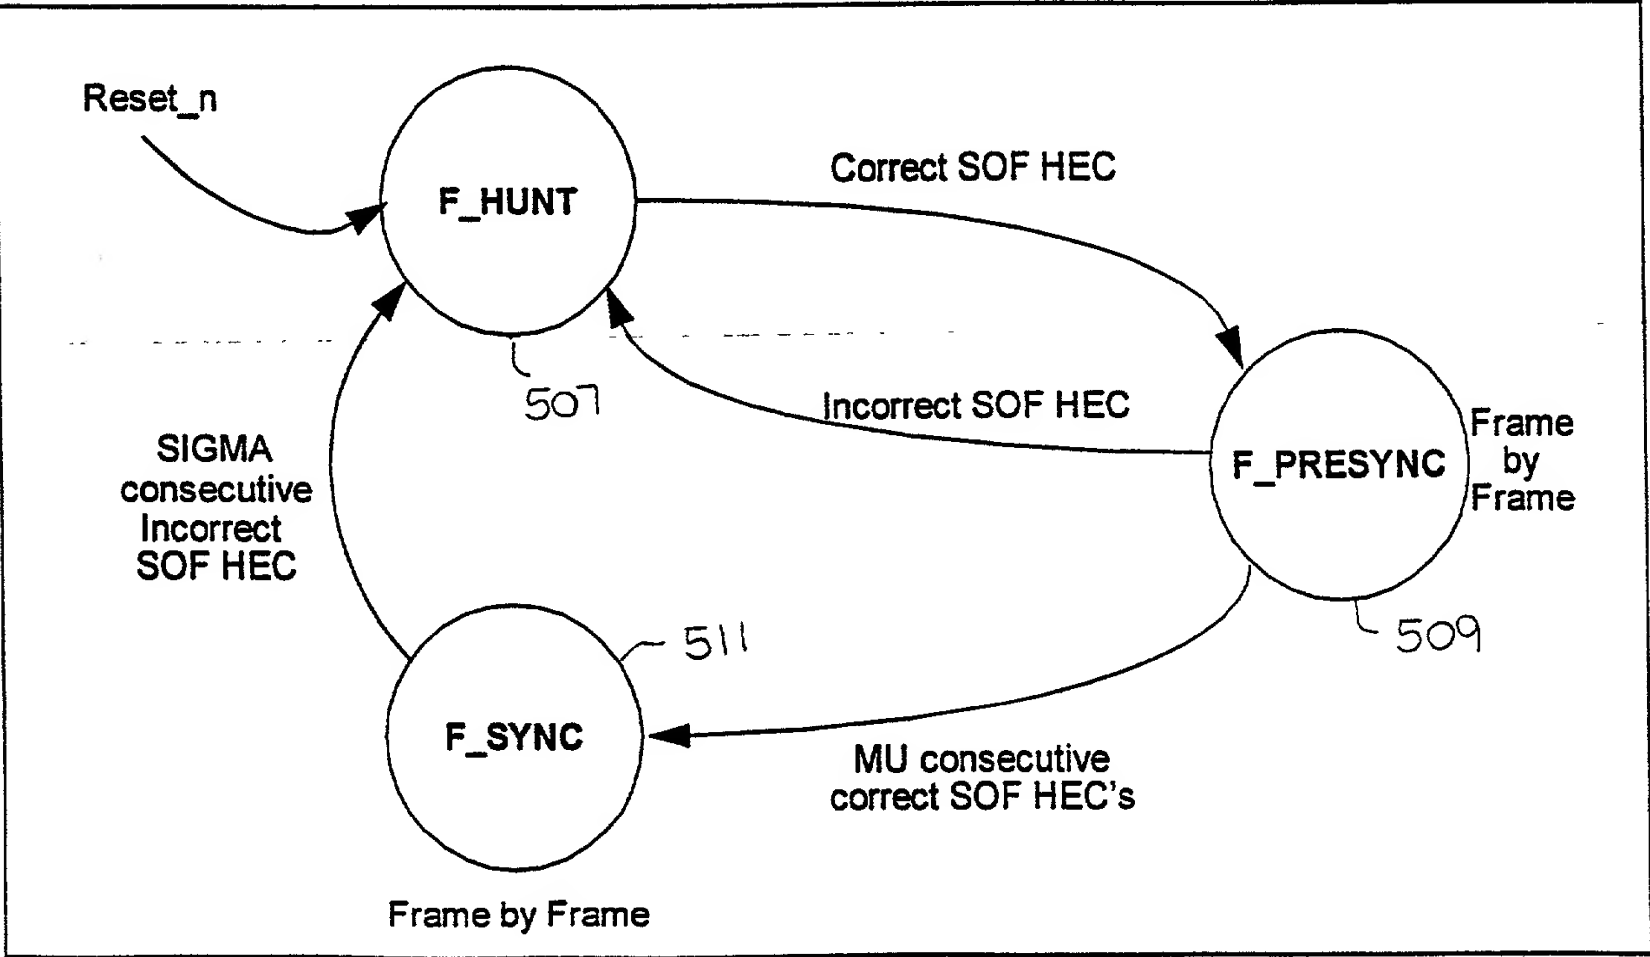 Reset_n
F_HUNT
Correct SOF HEC
507
Incorrect SOF HEC
F_PRESYNC
Frame
by
Frame
509
SIGMA
consecutive
Incorrect
SOF HEC
511
F_SYNC
MU consecutive
correct SOF HEC's
Frame by Frame